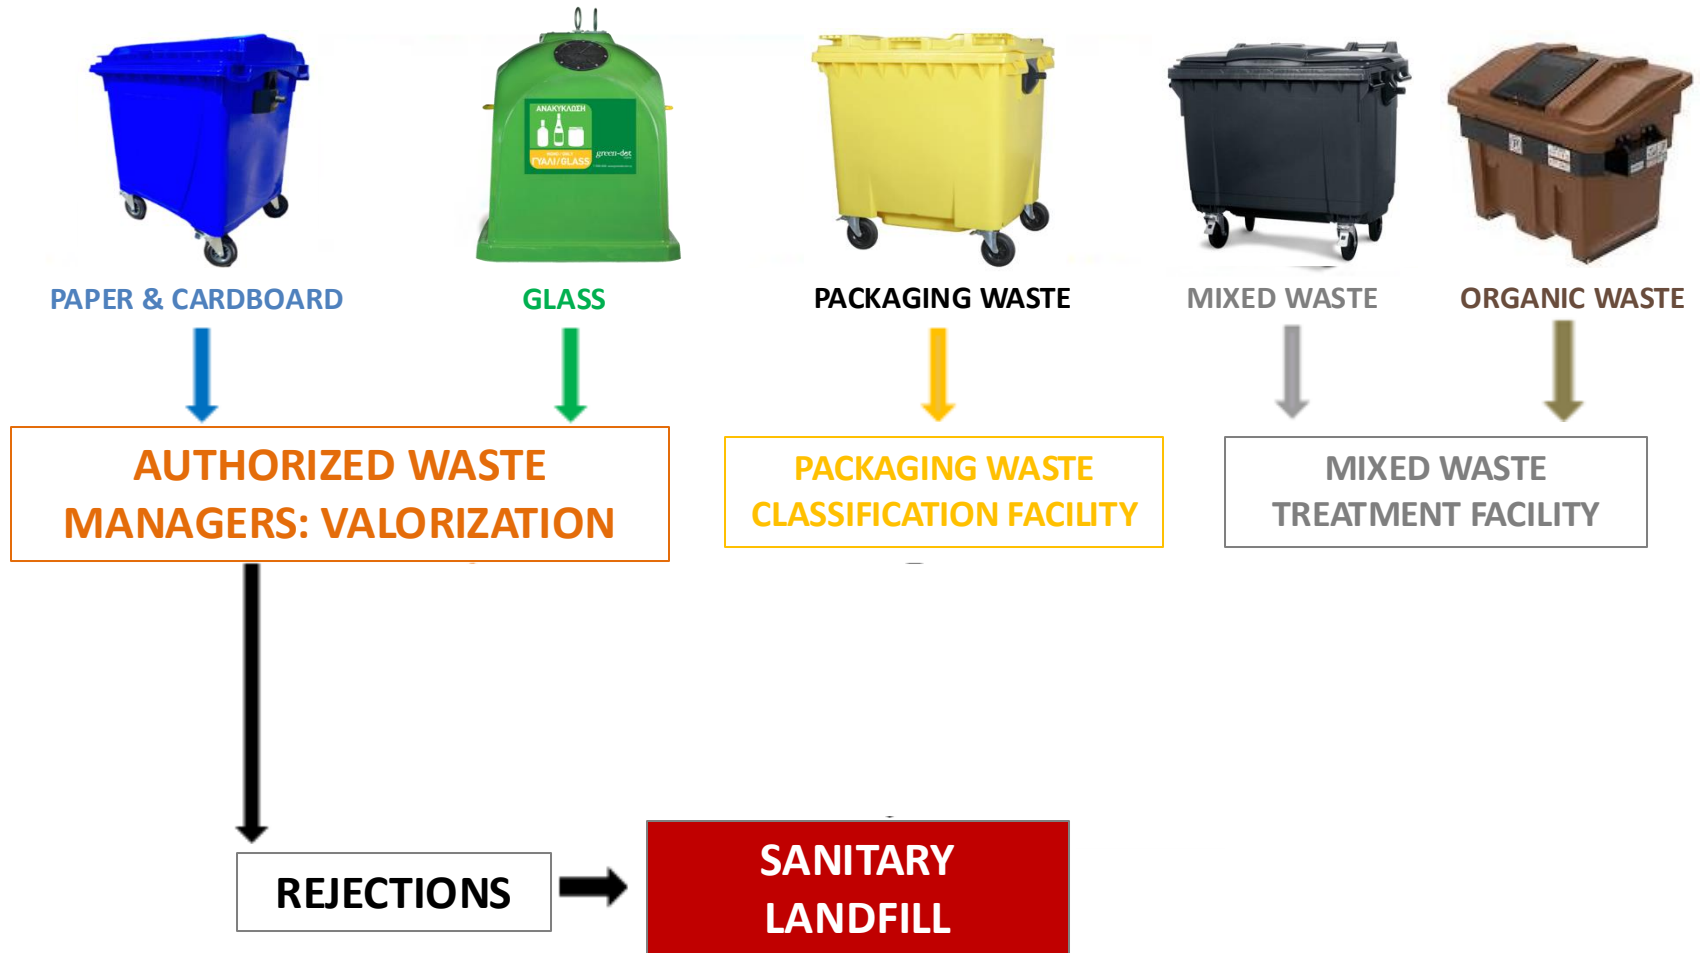 ΑΝΑΚΥΚΛΩΣΗ
ΓΥΑΛΙ/GLASS
green-dot
PAPER & CARDBOARD
GLASS
PACKAGING WASTE
MIXED WASTE
ORGANIC WASTE
AUTHORIZED WASTE
MANAGERS: VALORIZATION
PACKAGING WASTE
CLASSIFICATION FACILITY
MIXED WASTE
TREATMENT FACILITY
REJECTIONS
SANITARY
LANDFILL